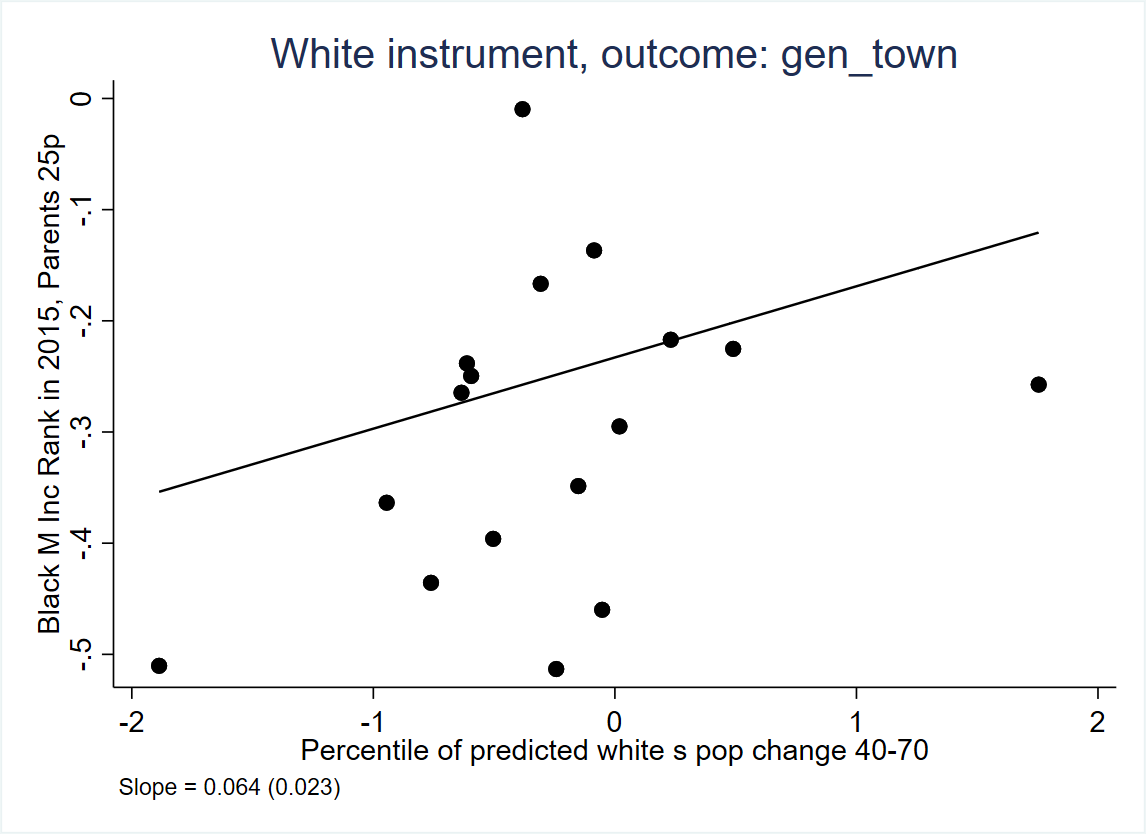 White instrument, outcome: gen_town
Black M Inc Rank in 2015, Parents 25p
0
-.1
-.2
-.3
-.4
-.5
-2
-1
0
1
2
Percentile of predicted white s pop change 40-70
Slope = 0.064 (0.023)